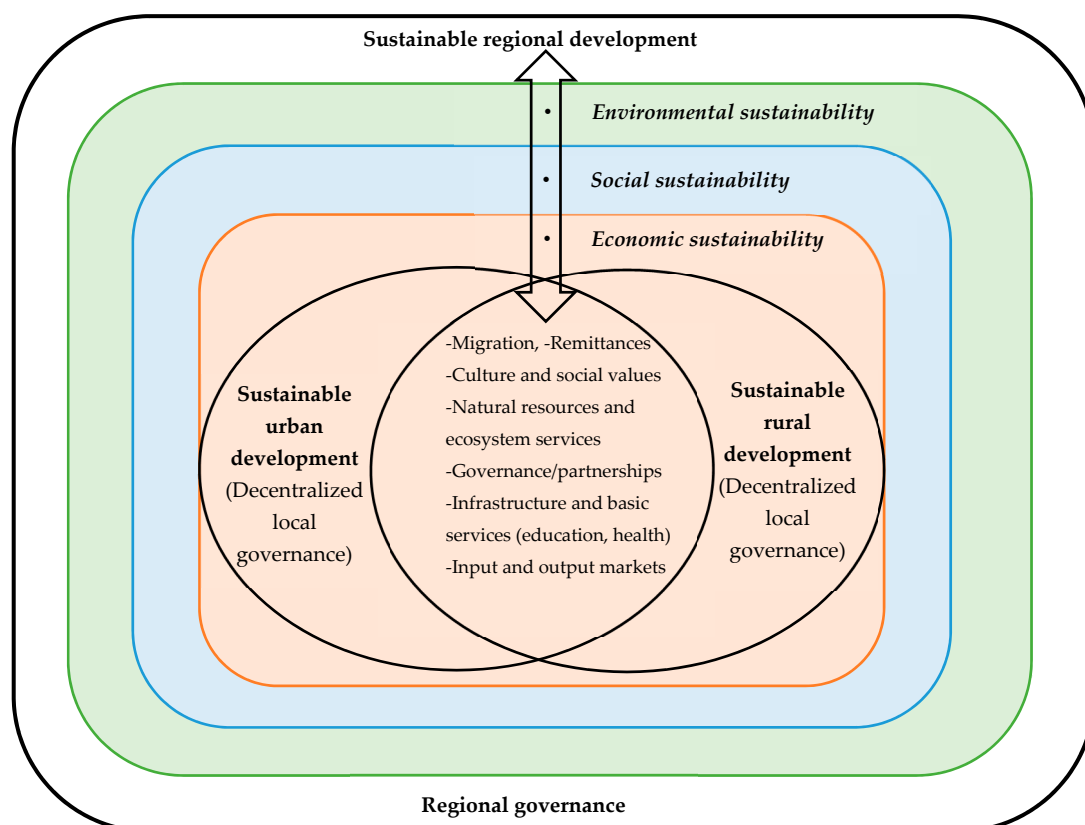 Sustainable regional development
• Environmental sustainability
• Social sustainability
• Economic sustainability
Sustainable
urban
development
(Decentralized
local
governance)
-Migration, -Remittances
-Culture and social values
-Natural resources and
ecosystem services
-Governance/partnerships
-Infrastructure and basic
services (education, health)
-Input and output markets
Sustainable
rural
development
(Decentralized
local
governance)
Regional governance